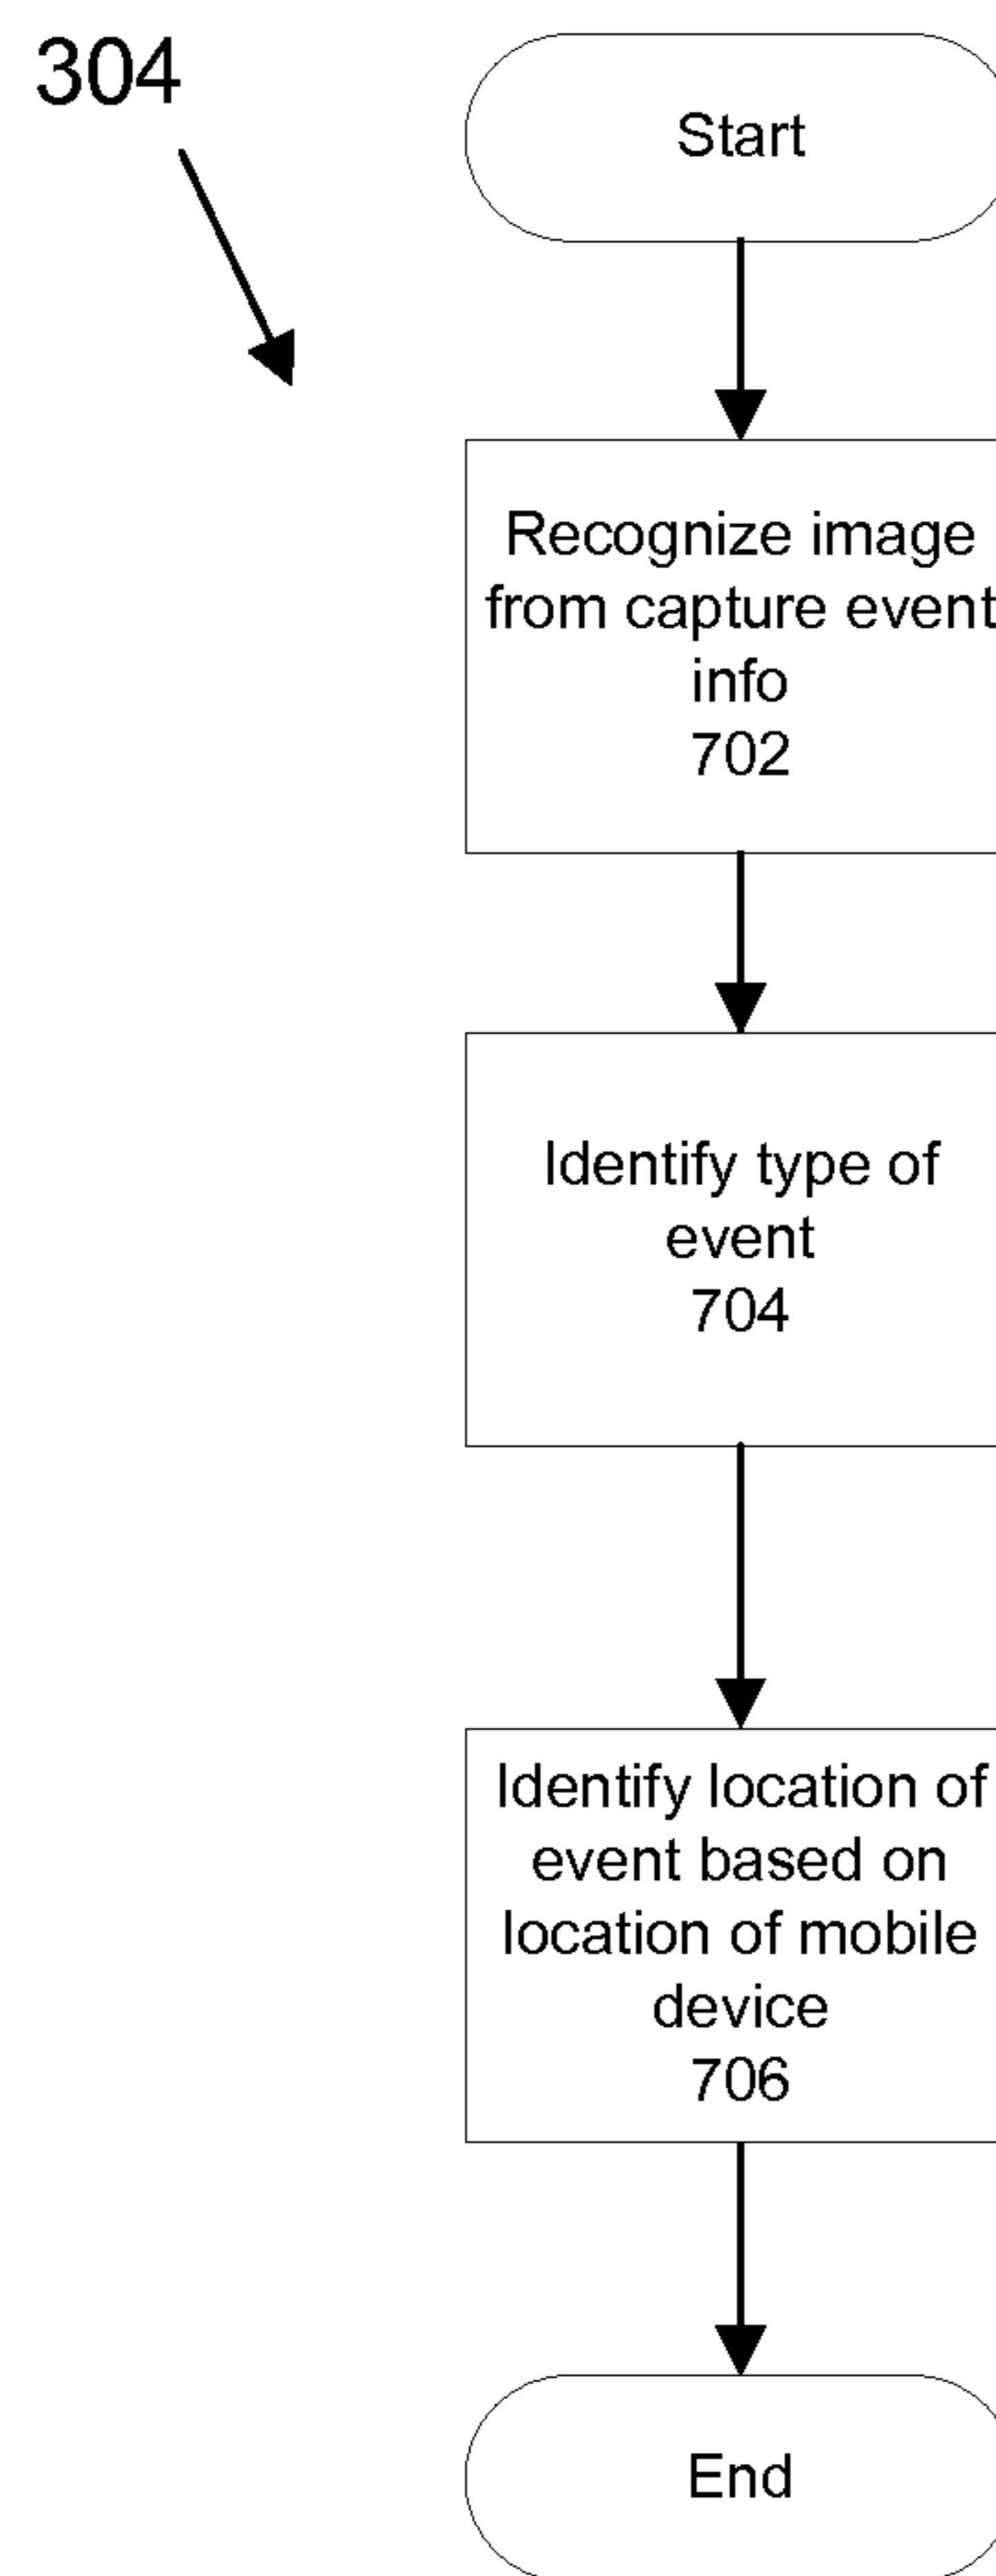 304
Start
Recognize image
from capture event
info
702
Identify type of
event
704
Identify location of
event based on
location of mobile
device
706
End